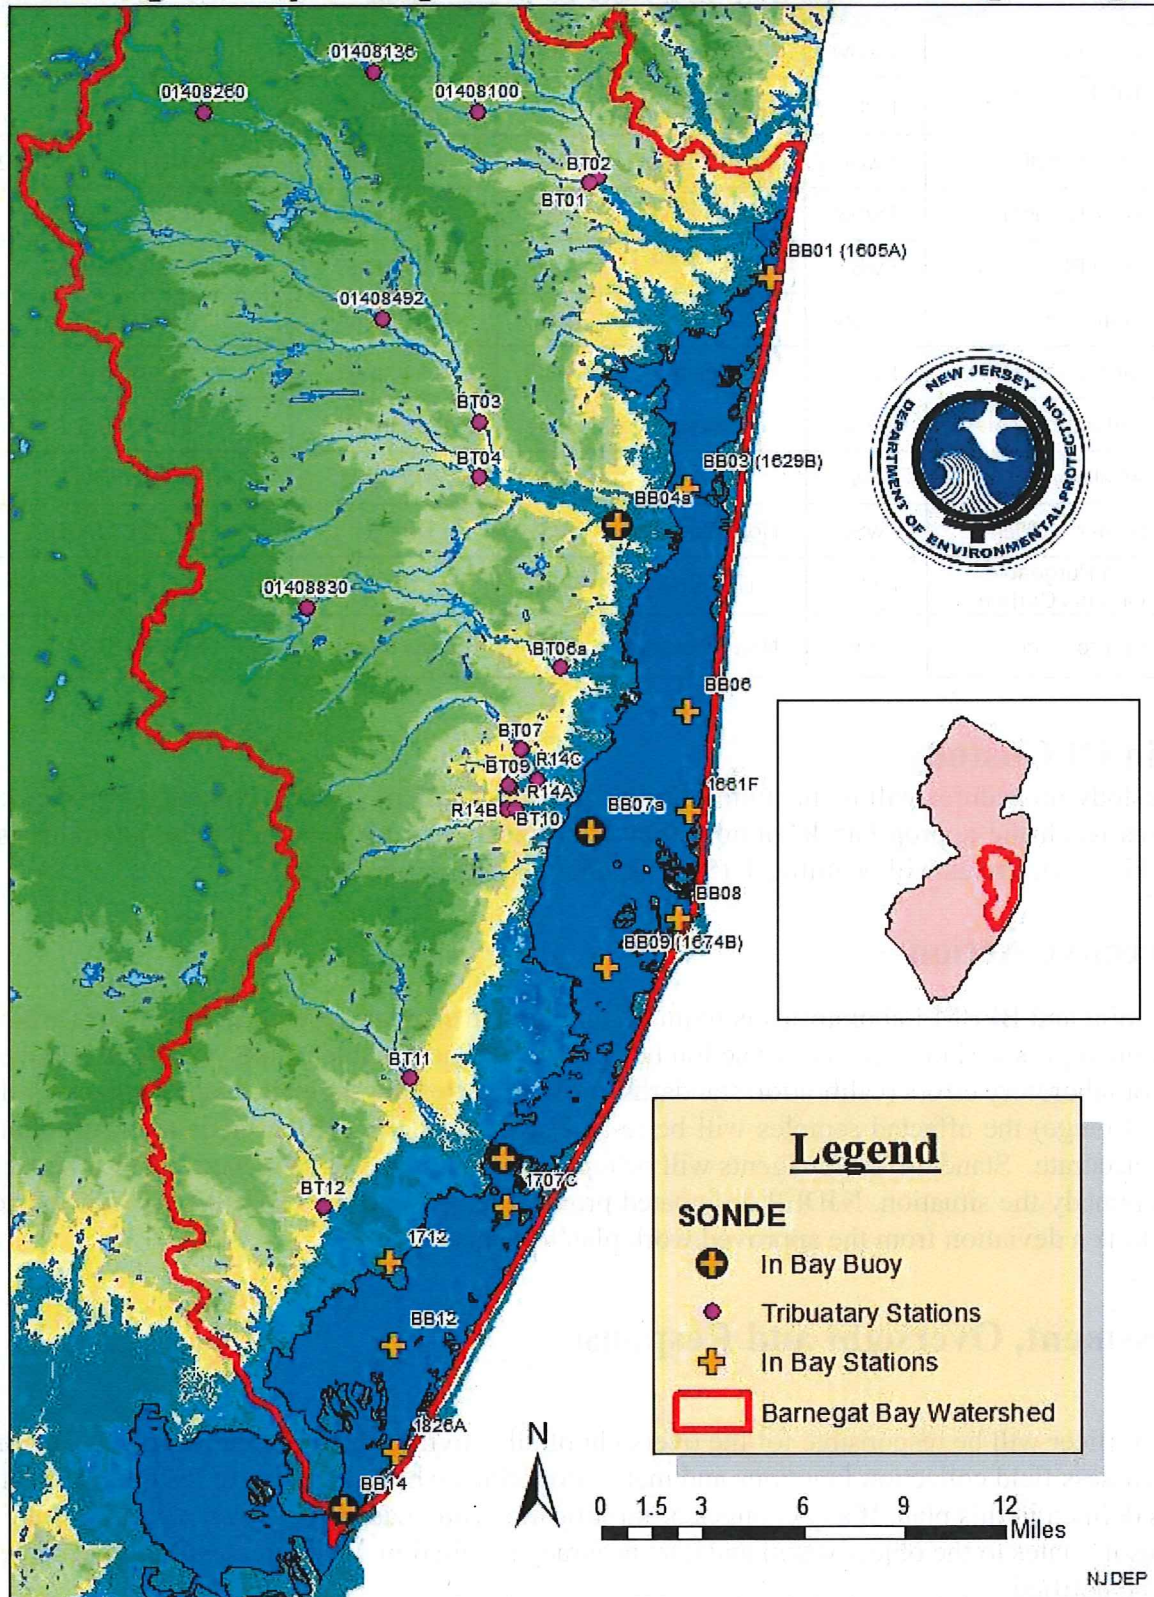 01408136
01408260
01408100
BT02
BT01
BB01 (1605A)
01408492
BT03
BB03 (1629B)
BT04
BB04a
01408830
BT06a
BB06
BT07
R14C
BT09
R14A
1661F
BB07a
R14B
BT10
BB08
BB09 (1674B)
BT11
1707C
BT12
1712
BB12
1826A
BB14
NEW JERSEY
DEPARTMENT OF ENVIRONMENTAL PROTECTION
Legend
SONDE
In Bay Buoy
Tribuatary Stations
In Bay Stations
Barnegat Bay Watershed
N
0 1.5 3 6 9 12
Miles
NJDEP